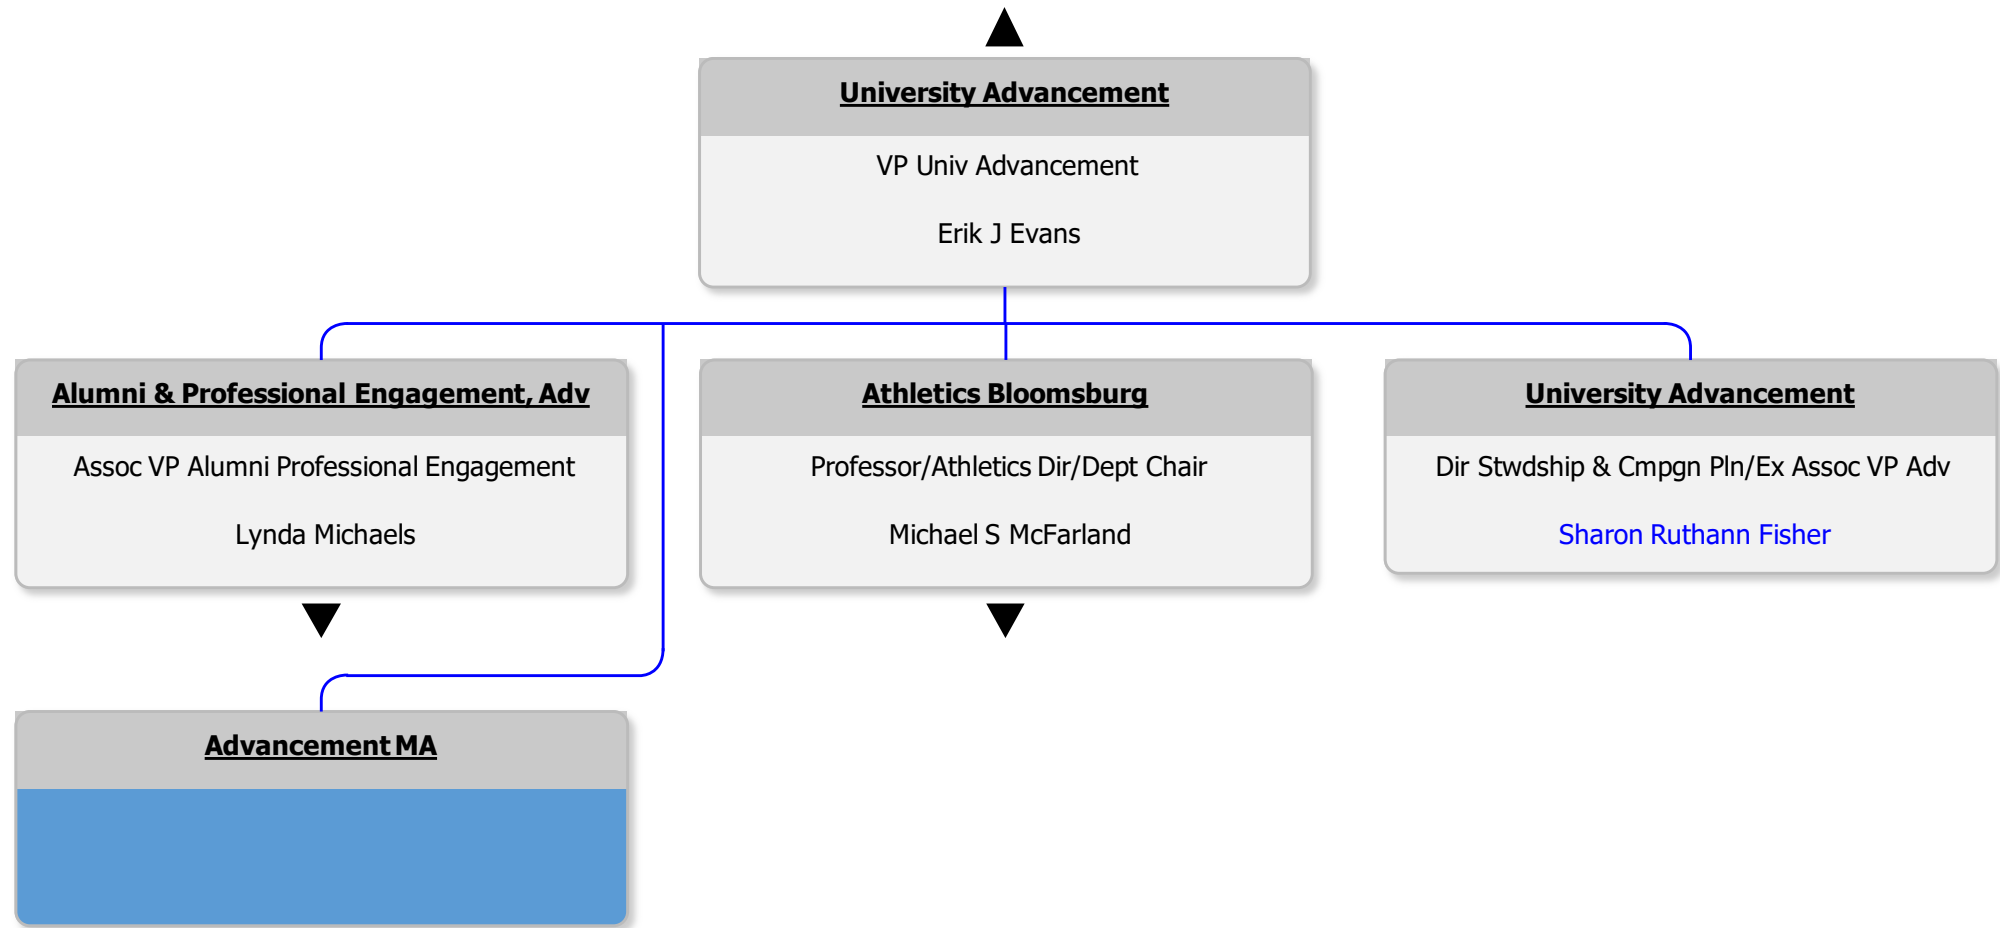 University Advancement
VP Univ Advancement
Erik J Evans
Alumni & Professional Engagement, Adv
Assoc VP Alumni Professional Engagement
Lynda Michaels
Athletics Bloomsburg
Professor/Athletics Dir/Dept Chair
Michael S McFarland
University Advancement
Dir Stwdship & Cmpgn Pln/Ex Assoc VP Adv
Sharon Ruthann Fisher
Advancement MA